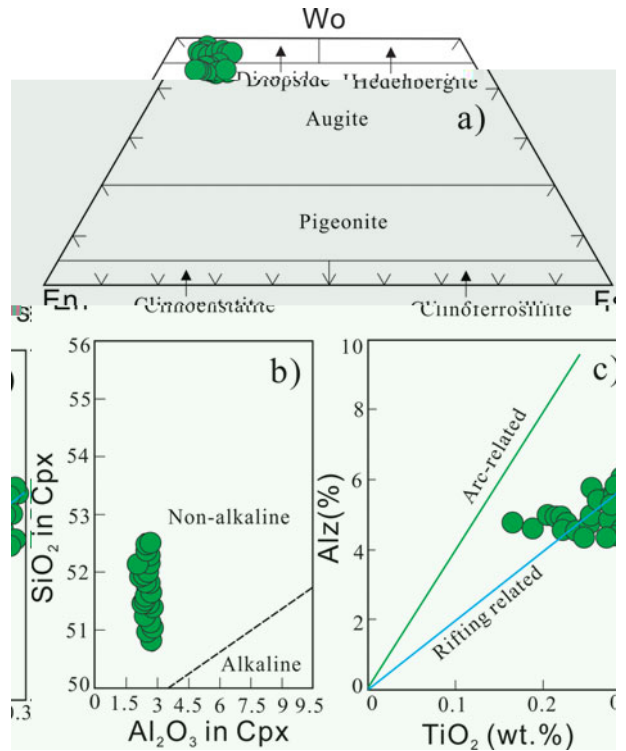 Wo
Diopside Hedenbergite
Augite
a)
Pigeonite
En
Clinoenstatite Clinoferrosilite
56
55
54
53
52
51
50
SiO2 in Cpx
b)
Non-alkaline
Alkaline
0 1.5 3 4.5 6 7.5 9.5
Al2O3 in Cpx
0.3
10
8
6
4
2
0
Alz(%)
c)
Arc-related
Rifting related
0 0.1 0.2
TiO2 (wt.%)